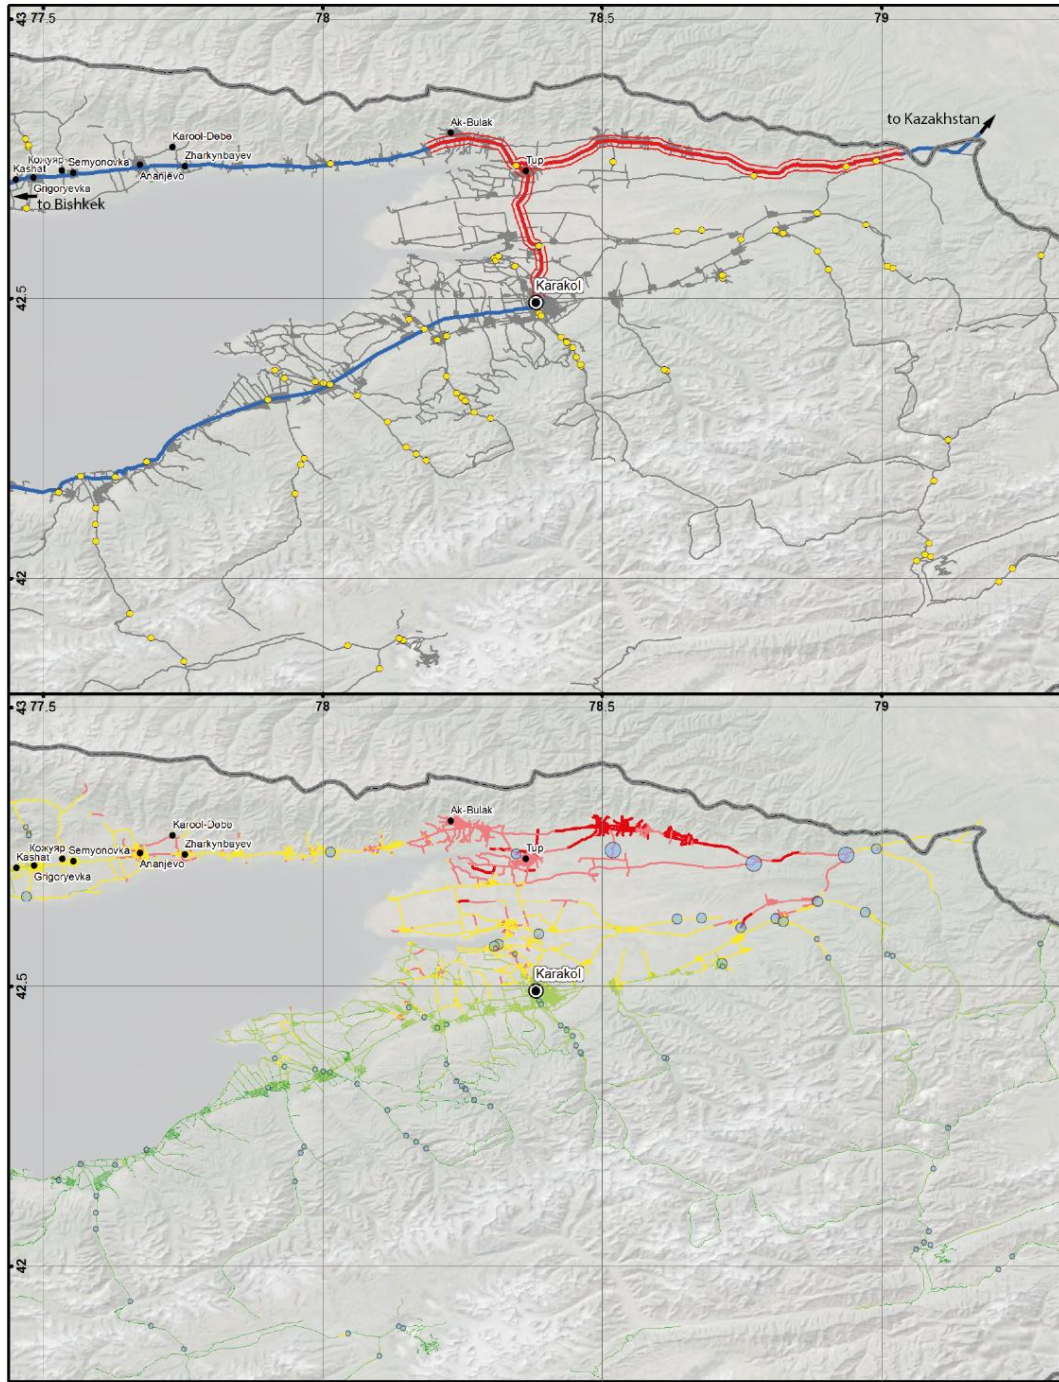 43
77.5
78
78.5
79
to Kazakhstan
Ak-Bulak
Karool-Dobo
Кожуяр
Semyonovka
Zharkynbayev
Kashat
Ananjevo
Grigoryevka
Tup
to Bishkek
Karakol
42.5
42
43
77.5
78
78.5
79
Ak-Bulak
Karool-Dobo
Кожуяр
Semyonovka
Zharkynbayev
Kashat
Ananjevo
Grigoryevka
Tup
Karakol
42.5
42